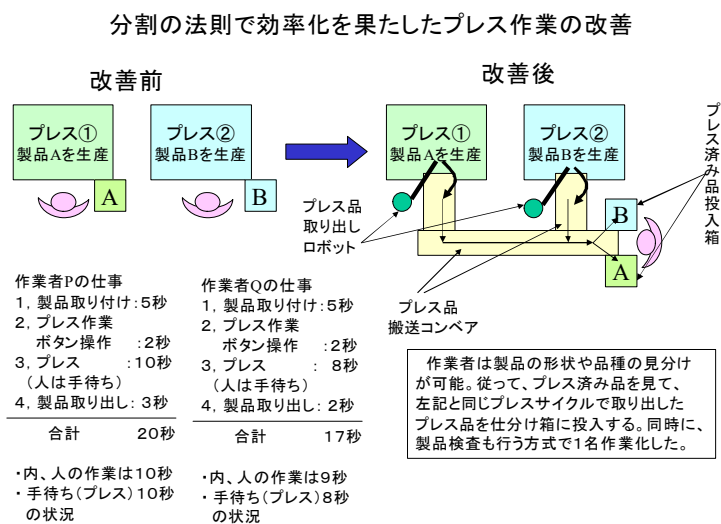 分割の法則で効率化を果たしたプレス作業の改善
改善前
改善後
プレス①
製品Aを生産
プレス②
製品Bを生産
A
B
プレス①
製品Aを生産
プレス②
製品Bを生産
プレス済み品投入箱
プレス品
取り出し
ロボット
B
A
プレス品
搬送コンベア
作業者Pの仕事
1, 製品取り付け:5秒
2, プレス作業
ボタン操作 :2秒
3, プレス :10秒
(人は手待ち)
4, 製品取り出し: 3秒
合計 20秒
・内、人の作業は10秒
・手待ち(プレス)10秒
の状況
作業者Qの仕事
1, 製品取り付け:5秒
2, プレス作業
ボタン操作 :2秒
3, プレス : 8秒
(人は手待ち)
4, 製品取り出し: 2秒
合計 17秒
・内、人の作業は9秒
・手待ち(プレス)8秒
の状況
作業者は製品の形状や品種の見分け
が可能。従って、プレス済み品を見て、
左記と同じプレスサイクルで取り出した
プレス品を仕分け箱に投入する。同時に、
製品検査も行う方式で1名作業化した。